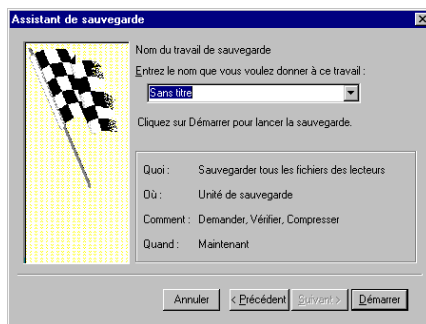 Assistant de sauvegarde
Nom du travail de sauvegarde
Entrez le nom que vous voulez donner à ce travail :
Sans titre
Cliquez sur Démarrer pour lancer la sauvegarde.
Quoi : Sauvegarder tous les fichiers des lecteurs
Où : Unité de sauvegarde
Comment : Demander, Vérifier, Compresser
Quand : Maintenant
Annuler < Précédent Suivant > Démarrer